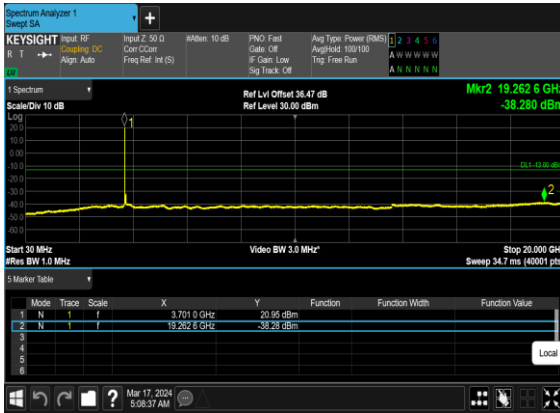 Spectrum Analyzer 1
Swept SA
+
KEYSIGHT Input: RF Input Z: 50 Ω #Atten: 10 dB PNO: Fast Avg Type: Power (RMS) 1 2 3 4 5 6
R T Coupling: DC Corr CCorr Gate: Off Avg|Hold: 100/100 A W W W W W
Align: Auto Freq Ref: Int (S) IF Gain: Low Trig: Free Run
Sig Track: Off A N N N N N
1 Spectrum Ref Lvl Offset 36.47 dB Mkr2 19.262 6 GHz
Scale/Div 10 dB Ref Level 30.00 dBm -38.280 dBm
Log
1
20.0
10.0
0.00
-10.0
DL1 -13.00 dBm
-20.0
-30.0
2
-40.0
-50.0
-60.0
Start 30 MHz Video BW 3.0 MHz* Stop 20.000 GHz
#Res BW 1.0 MHz Sweep 34.7 ms (40001 pts)
5 Marker Table
Mode Trace Scale X Y Function Function Width Function Value
1 N 1 f 3.701 0 GHz 20.95 dBm
2 N 1 f 19.262 6 GHz -38.28 dBm
3
4
5
6
Local
? Mar 17, 2024
5:08:37 AM